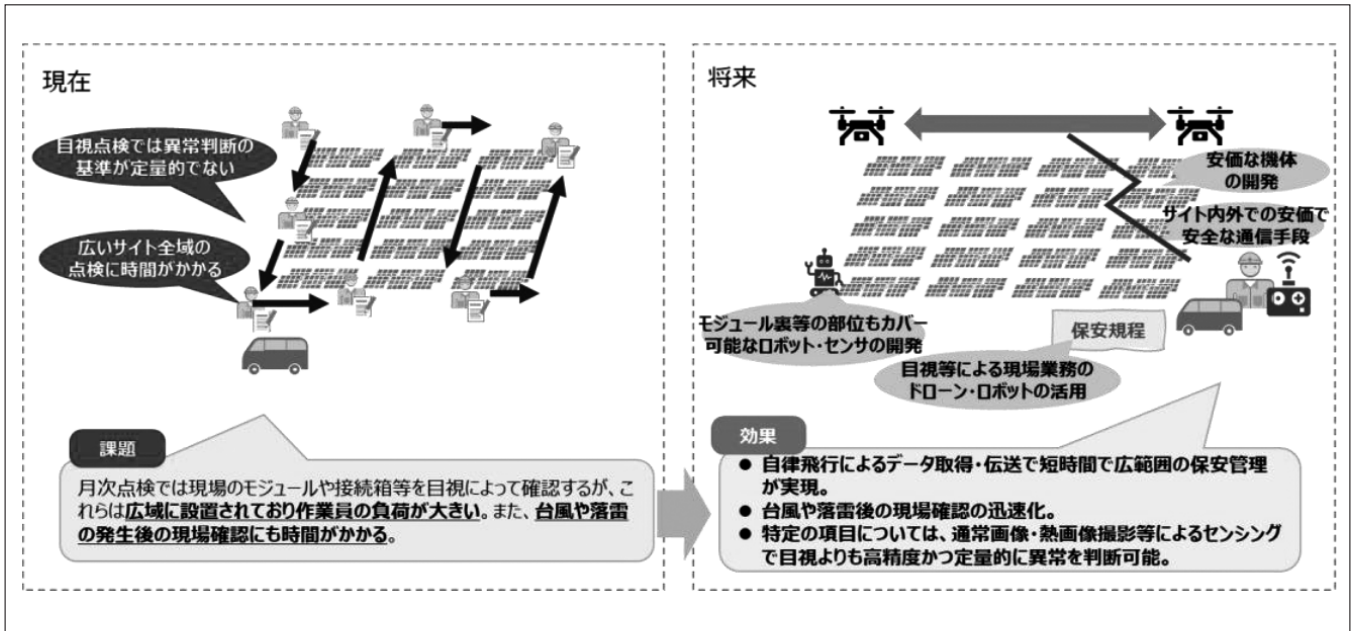 現在
目視点検では異常判断の
基準が定量的でない
広いサイト全域の
点検に時間がかかる
課題
月次点検では現場のモジュールや接続箱等を目視によって確認するが、こ
れらは広域に設置されており作業員の負荷が大きい。また、台風や落雷
の発生後の現場確認にも時間がかかる。
将来
安価な機体
の開発
サイト内外での安価で
安全な通信手段
モジュール裏等の部位もカバー
可能なロボット・センサの開発
保安規程
目視等による現場業務の
ドローン・ロボットの活用
効果
● 自律飛行によるデータ取得・伝送で短時間で広範囲の保安管理
が実現。
● 台風や落雷後の現場確認の迅速化。
● 特定の項目については、通常画像・熱画像撮影等によるセンシング
で目視よりも高精度かつ定量的に異常を判断可能。